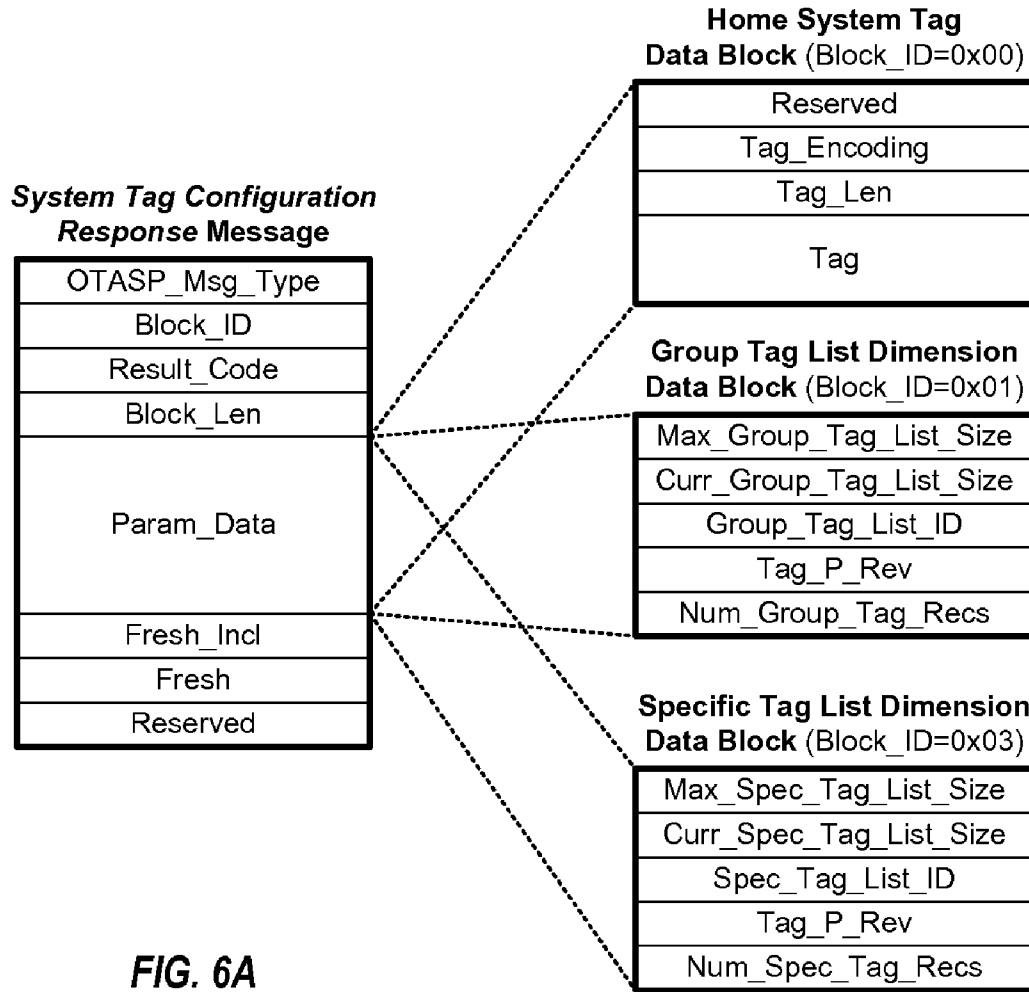 System Tag Configuration
Response Message
OTASP_Msg_Type
Block_ID
Result_Code
Block_Len
Param_Data
Fresh_Incl
Fresh
Reserved
Home System Tag
Data Block (Block_ID=0x00)
Reserved
Tag_Encoding
Tag_Len
Tag
Group Tag List Dimension
Data Block (Block_ID=0x01)
Max_Group_Tag_List_Size
Curr_Group_Tag_List_Size
Group_Tag_List_ID
Tag_P_Rev
Num_Group_Tag_Recs
Specific Tag List Dimension
Data Block (Block_ID=0x03)
Max_Spec_Tag_List_Size
Curr_Spec_Tag_List_Size
Spec_Tag_List_ID
Tag_P_Rev
Num_Spec_Tag_Recs
FIG. 6A